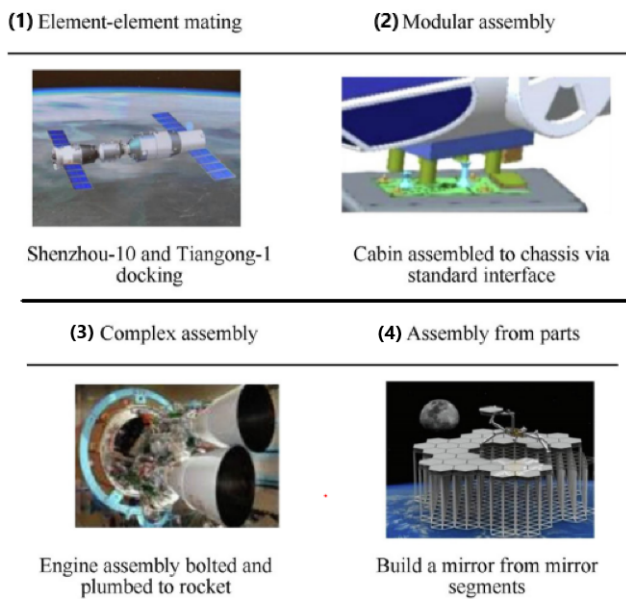 (1) Element-element mating
(2) Modular assembly
Shenzhou-10 and Tiangong-1
docking
Cabin assembled to chassis via
standard interface
(3) Complex assembly
(4) Assembly from parts
Engine assembly bolted and
plumbed to rocket
Build a mirror from mirror
segments